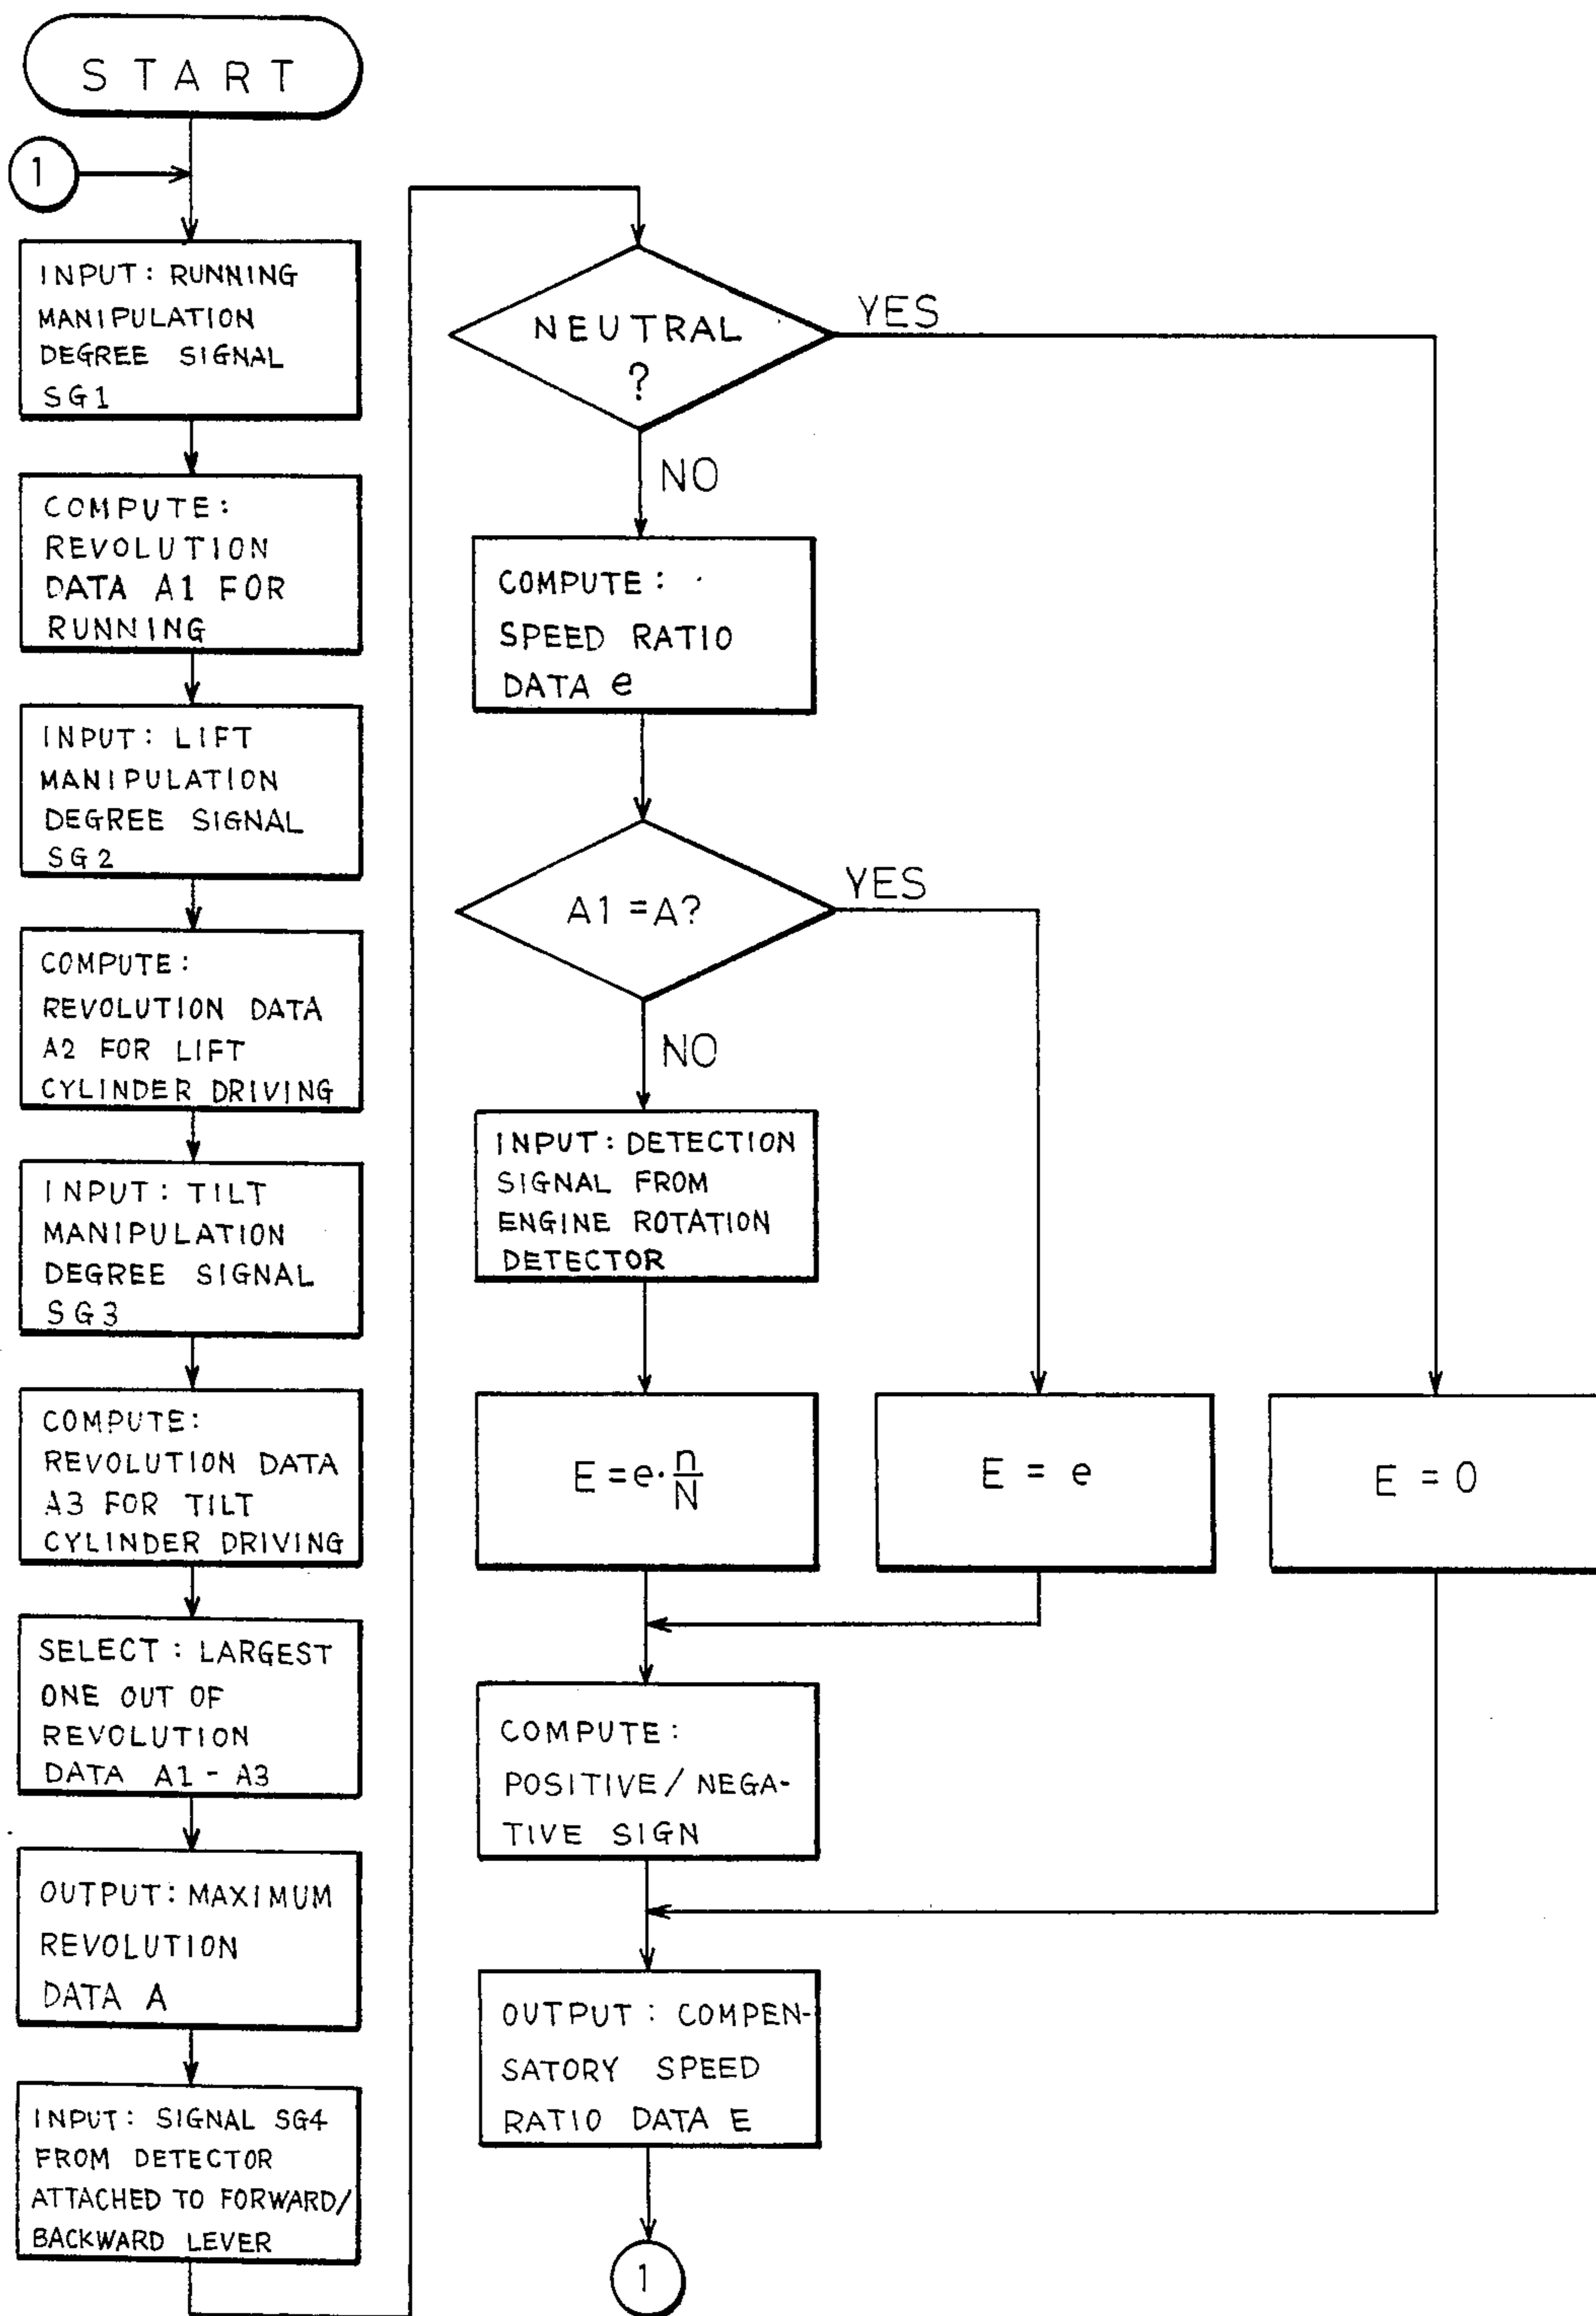 START
1
INPUT: RUNNING
MANIPULATION
DEGREE SIGNAL
SG1
COMPUTE:
REVOLUTION
DATA A1 FOR
RUNNING
INPUT: LIFT
MANIPULATION
DEGREE SIGNAL
SG2
COMPUTE:
REVOLUTION DATA
A2 FOR LIFT
CYLINDER DRIVING
INPUT: TILT
MANIPULATION
DEGREE SIGNAL
SG3
COMPUTE:
REVOLUTION DATA
A3 FOR TILT
CYLINDER DRIVING
SELECT: LARGEST
ONE OUT OF
REVOLUTION
DATA A1-A3
OUTPUT: MAXIMUM
REVOLUTION
DATA A
INPUT: SIGNAL SG4
FROM DETECTOR
ATTACHED TO FORWARD/
BACKWARD LEVER
NEUTRAL
?
YES
NO
COMPUTE:
SPEED RATIO
DATA e
A1=A?
YES
NO
INPUT: DETECTION
SIGNAL FROM
ENGINE ROTATION
DETECTOR
E=e·n/N
E = e
E = 0
COMPUTE:
POSITIVE/NEGA-
TIVE SIGN
OUTPUT: COMPEN-
SATORY SPEED
RATIO DATA E
1